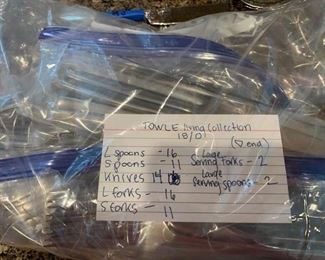 TOWLE living Collection
18/0
(♡ end)
L spoons - 16
S spoons - 11
Knives 14
L forks - 16
S forks - 11
Large
Serving Forks - 2
Large
Serving spoons - 2